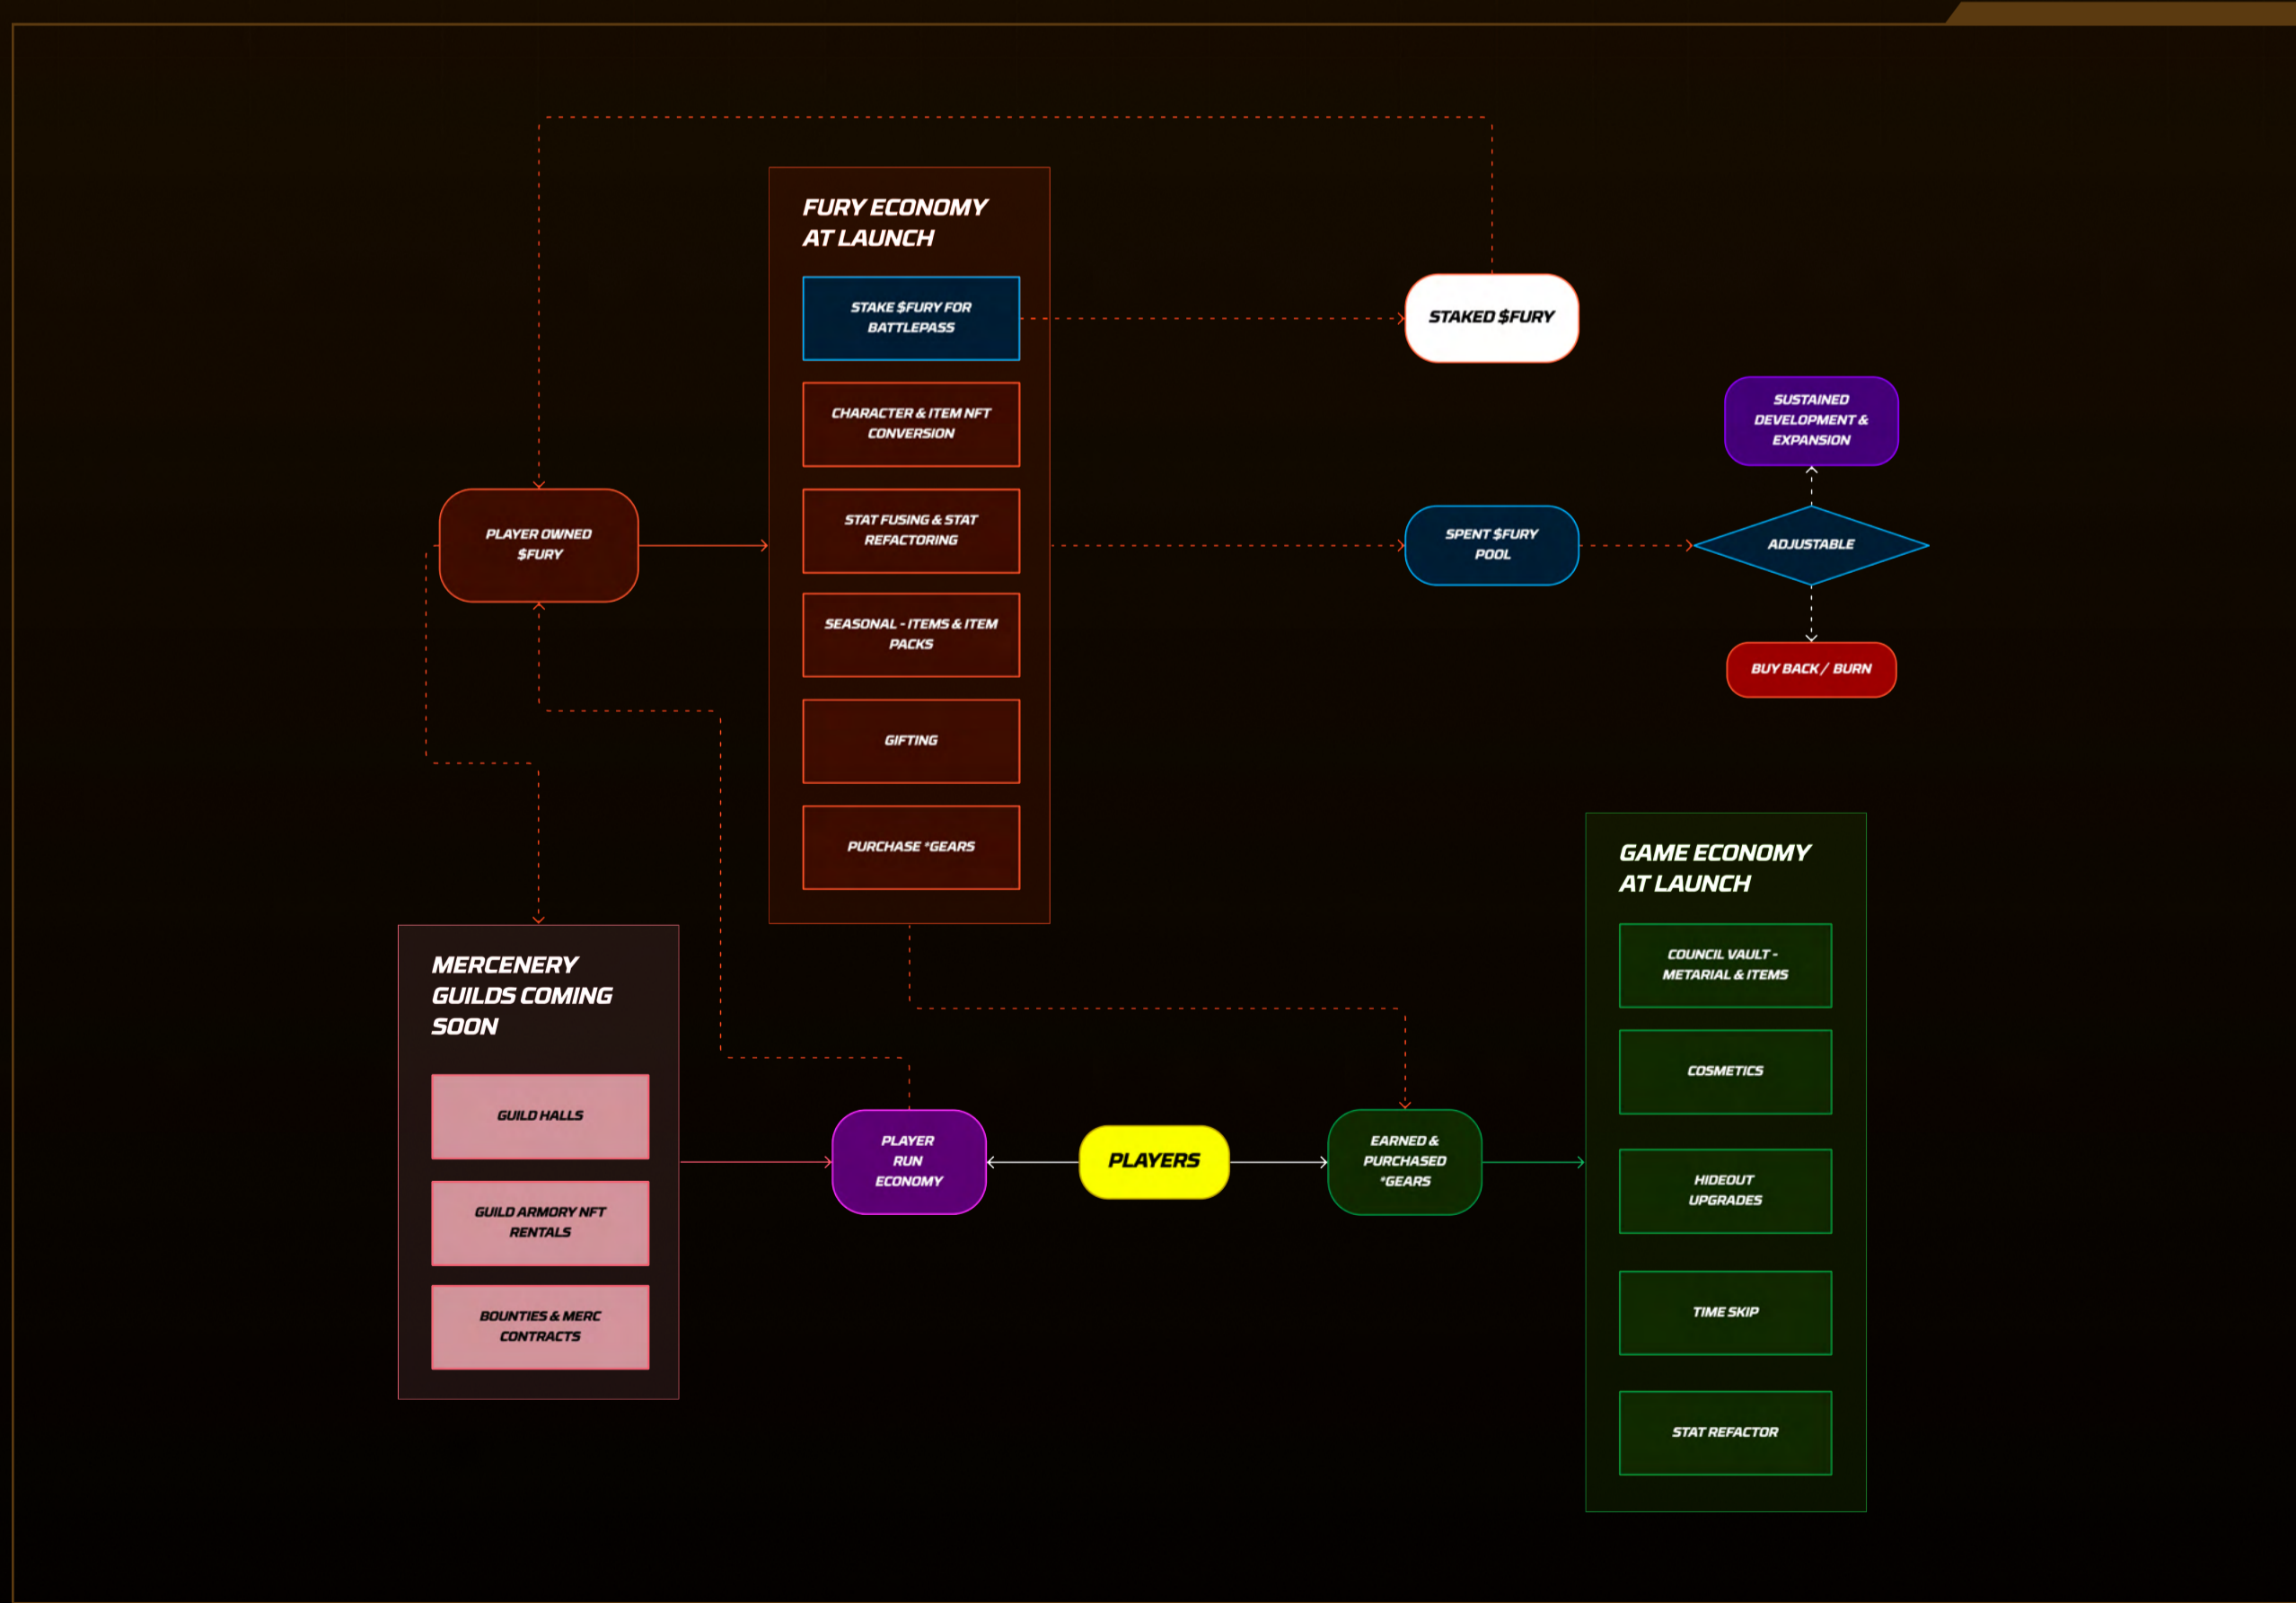 FURY ECONOMY
AT LAUNCH
STAKE $FURY FOR
BATTLEPASS
CHARACTER & ITEM NFT
CONVERSION
STAT FUSING & STAT
REFACTORING
SEASONAL - ITEMS & ITEM
PACKS
GIFTING
PURCHASE *GEARS
STAKED $FURY
SUSTAINED
DEVELOPMENT &
EXPANSION
PLAYER OWNED
$FURY
SPENT $FURY
POOL
ADJUSTABLE
BUY BACK / BURN
MERCENERY
GUILDS COMING
SOON
GUILD HALLS
GUILD ARMORY NFT
RENTALS
BOUNTIES & MERC
CONTRACTS
PLAYER
RUN
ECONOMY
PLAYERS
EARNED &
PURCHASED
*GEARS
GAME ECONOMY
AT LAUNCH
COUNCIL VAULT -
METARIAL & ITEMS
COSMETICS
HIDEOUT
UPGRADES
TIME SKIP
STAT REFACTOR